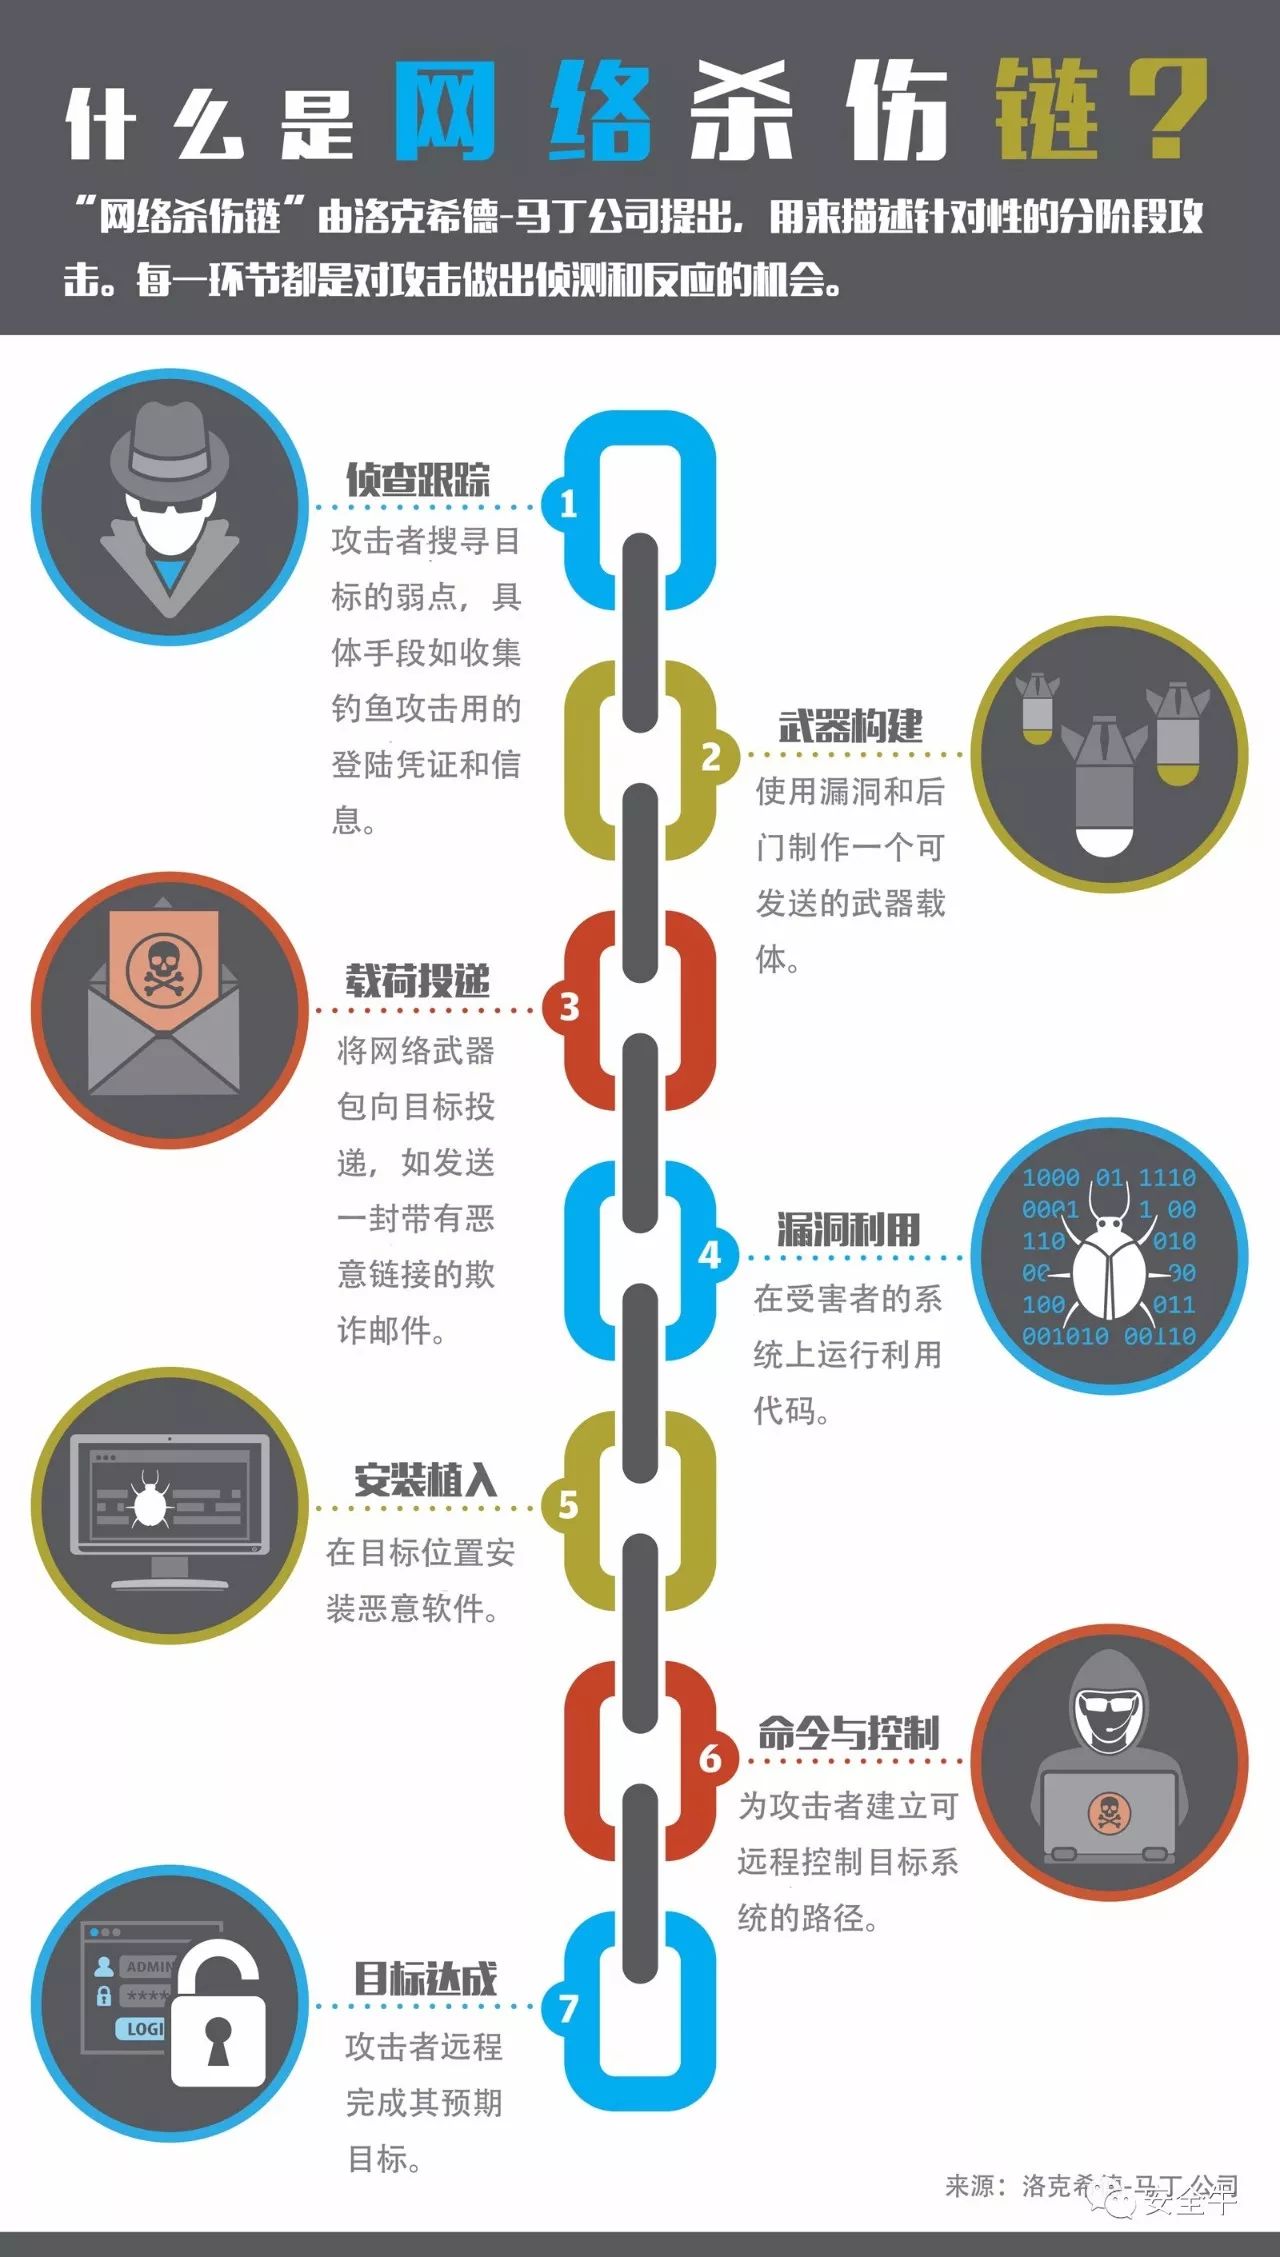 什么是网络杀伤链?
“网络杀伤链”由洛克希德-马丁公司提出，用来描述针对性的分阶段攻
击。每一环节都是对攻击做出侦测和反应的机会。
侦查跟踪
1
攻击者搜寻目
标的弱点，具
体手段如收集
钓鱼攻击用的
登陆凭证和信
息。
武器构建
2
使用漏洞和后
门制作一个可
发送的武器载
体。
载荷投递
3
将网络武器
包向目标投
递，如发送
一封带有恶
意链接的欺
诈邮件。
漏洞利用
4
在受害者的系
统上运行利用
代码。
1000 01 1110
0001 1 00
110 010
00 00
100 011
001010 00110
安装植入
5
在目标位置安
装恶意软件。
命令与控制
6
为攻击者建立可
远程控制目标系
统的路径。
目标达成
7
攻击者远程
完成其预期
目标。
ADMIN
****
LOGI
来源：洛克希德-马丁公司
安全牛